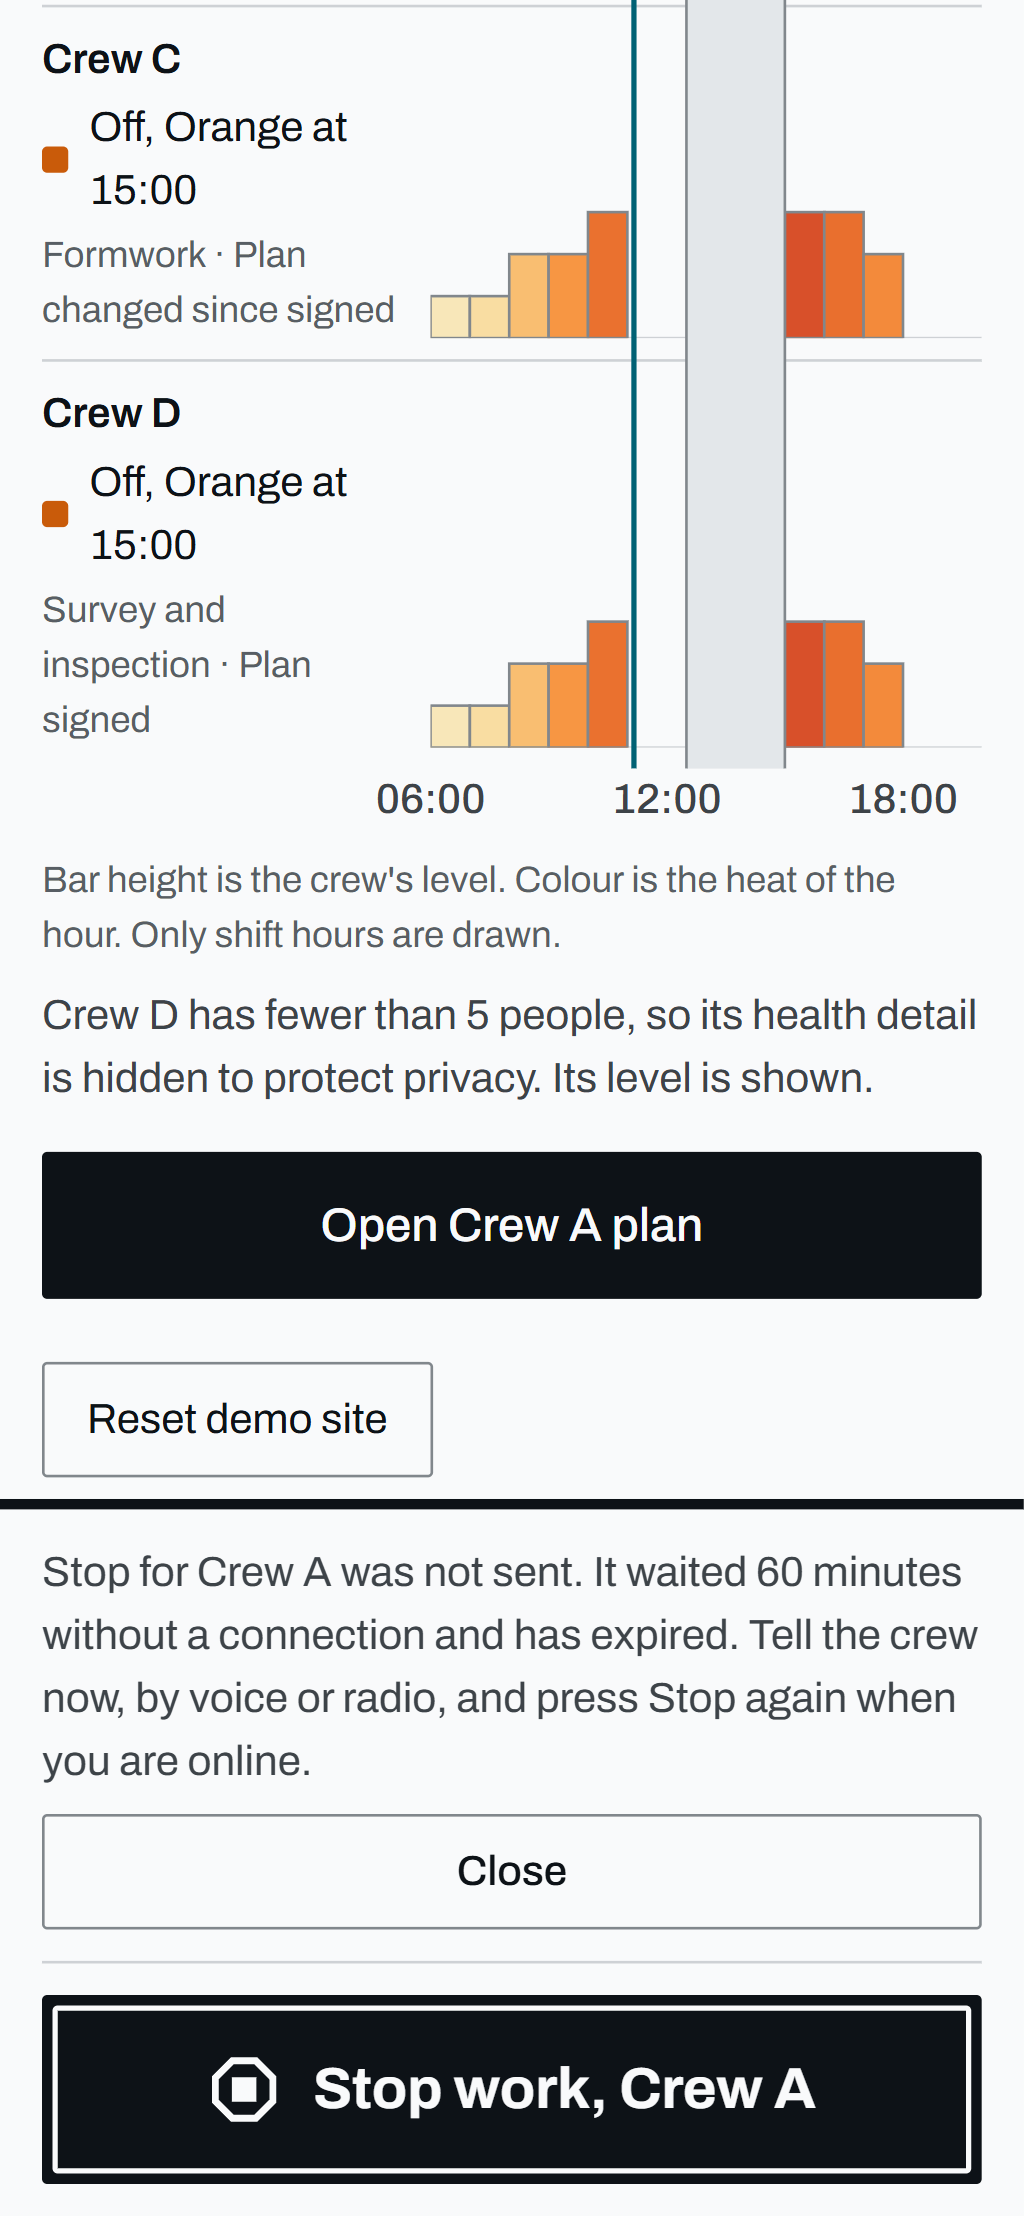 Crew C
Off, Orange at
15:00
Formwork · Plan
changed since signed
Crew D
Off, Orange at
15:00
Survey and
inspection · Plan
signed
06:00 12:00 18:00
Bar height is the crew's level. Colour is the heat of the
hour. Only shift hours are drawn.
Crew D has fewer than 5 people, so its health detail
is hidden to protect privacy. Its level is shown.
Open Crew A plan
Reset demo site
Stop for Crew A was not sent. It waited 60 minutes
without a connection and has expired. Tell the crew
now, by voice or radio, and press Stop again when
you are online.
Close
Stop work, Crew A